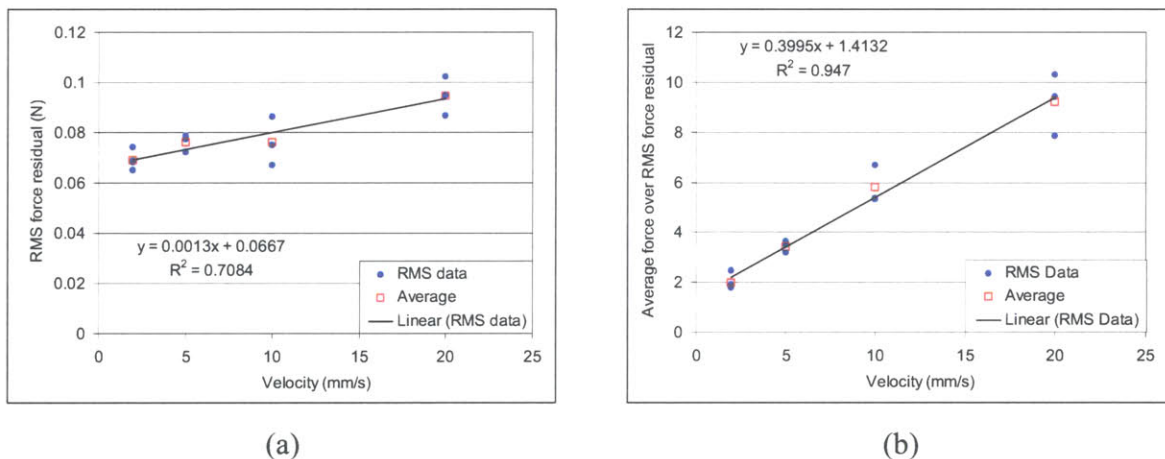 0.12
0.1
0.08
0.06
0.04
0.02
0
RMS force residual (N)
y = 0.0013x + 0.0667
R² = 0.7084
RMS data
Average
Linear (RMS data)
0 5 10 15 20 25
Velocity (mm/s)
(a)
12
10
8
6
4
2
0
Average force over RMS force residual
y = 0.3995x + 1.4132
R² = 0.947
RMS Data
Average
Linear (RMS Data)
0 5 10 15 20 25
Velocity (mm/s)
(b)